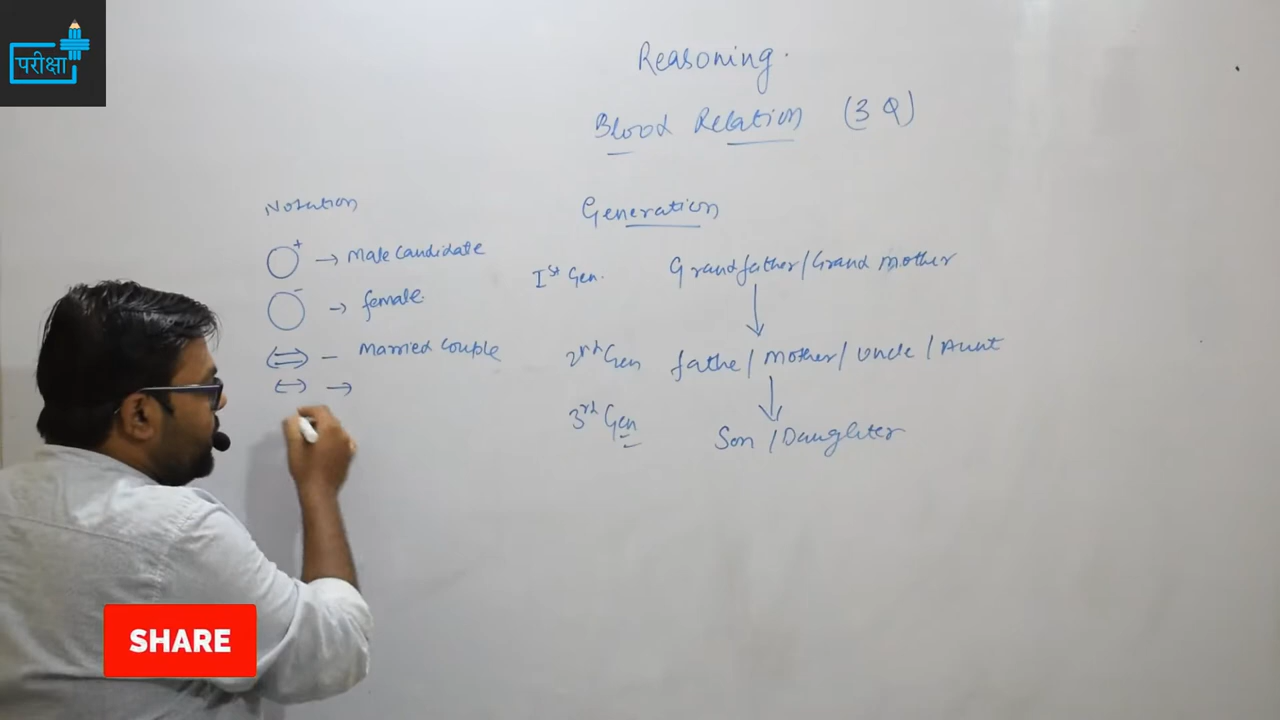 परीक्षा
Reasoning.
Blood Relation (3 Q)
Notation
+ → Male Candidate
- → female.
⇔ - Married Couple
↔ →
Generation
Ist Gen. Grandfather/Grand Mother
↓
2nd Gen fathe/Mother/Uncle/Aunt
↓
3rd Gen Son/Daughter
SHARE